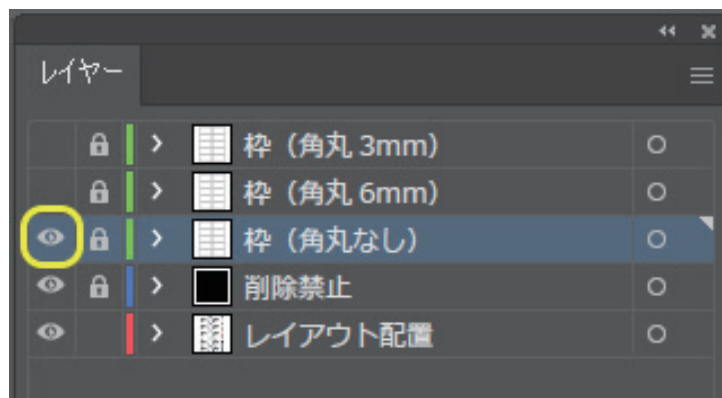 レイヤー
枠（角丸 3mm）
枠（角丸 6mm）
枠（角丸なし）
削除禁止
レイアウト配置